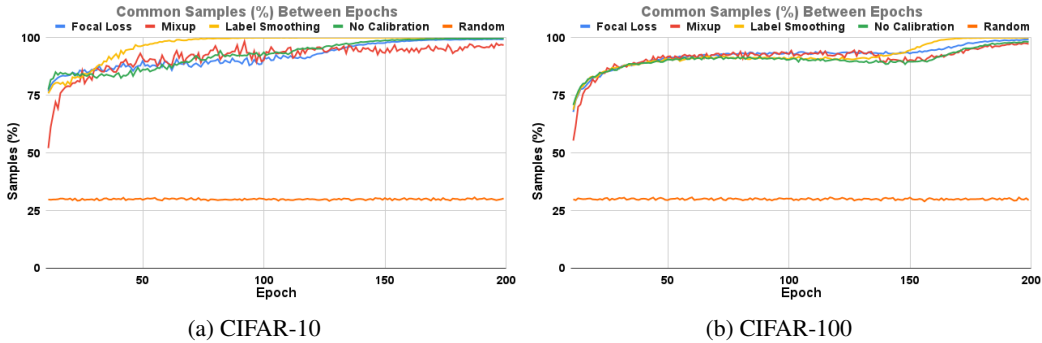 Common Samples (%) Between Epochs
Focal Loss Mixup Label Smoothing No Calibration Random
100
75
50
25
0
Samples (%)
50 100 150 200
Epoch
(a) CIFAR-10
Common Samples (%) Between Epochs
Focal Loss Mixup Label Smoothing No Calibration Random
100
75
50
25
0
Samples (%)
50 100 150 200
Epoch
(b) CIFAR-100